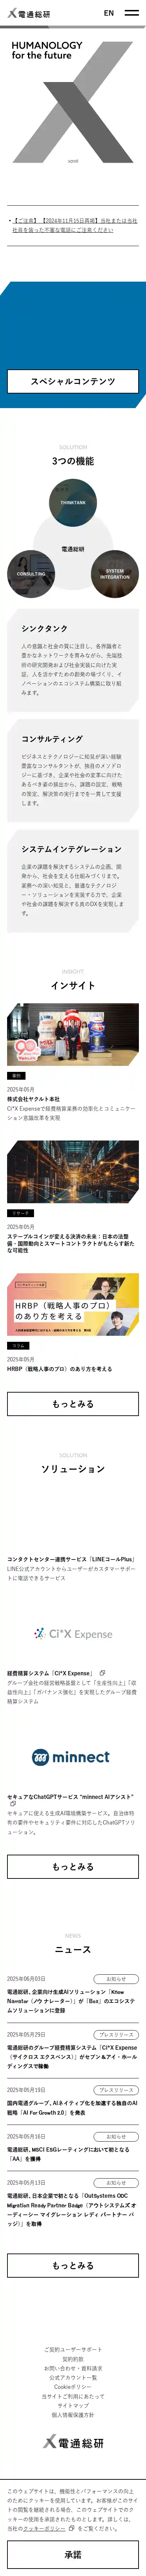 電通総研
EN
HUMANOLOGY
for the future
scroll
・【ご注意】【2024年11月15日再掲】当社または当社
社員を装った不審な電話にご注意ください
スペシャルコンテンツ
SOLUTION
3つの機能
THINKTANK
電通総研
CONSULTING
SYSTEM
INTEGRATION
シンクタンク
人の意識と社会の質に注目し、各界識者と
豊かなネットワークを育みながら、先端技
術の研究開発および社会実装に向けた実
証、人を活かすための創発の場づくり、イ
ノベーションのエコシステム構築に取り組
みます。
コンサルティング
ビジネスとテクノロジーに知見が深い経験
豊富なコンサルタントが、独自のメソドロ
ジーに基づき、企業や社会の変革に向けた
あるべき姿の抽出から、課題の設定、戦略
の策定、解決策の実行までを一貫して支援
します。
システムインテグレーション
企業の課題を解決するシステムの企画、開
発から、社会を支える仕組みづくりまで。
業務への深い知見と、最適なテクノロジ
ー・ソリューションを実装する力で、企業
や社会の課題を解決する真のDXを実現しま
す。
INSIGHT
インサイト
事例
2025年05月
株式会社ヤクルト本社
Ci*X Expenseで経費精算業務の効率化とコミュニケー
ション意識改革を実現
リサーチ
2025年05月
ステーブルコインが変える決済の未来：日本の法整
備・国際動向とスマートコントラクトがもたらす新た
な可能性
HRBP（戦略人事のプロ）
のあり方を考える
コラム
2025年05月
HRBP（戦略人事のプロ）のあり方を考える
もっとみる
SOLUTION
ソリューション
コンタクトセンター連携サービス「LINEコールPlus」
LINE公式アカウントからユーザーがカスタマーサポー
トに電話できるサービス
Ci*X Expense
経費精算システム「Ci*X Expense」
グループ会社の経営戦略基盤として「生産性向上」「収
益性向上」「ガバナンス強化」を実現したグループ経費
精算システム
minnect
セキュアなChatGPTサービス “minnect AIアシスト”
セキュアに使える生成AI環境構築サービス。自治体特
有の要件やセキュリティ要件に対応したChatGPTソリ
ューション。
もっとみる
NEWS
ニュース
2025年06月03日
お知らせ
電通総研、企業向け生成AIソリューション「Know
Narrator（ノウ ナレーター）」が「Box」のエコシステ
ムソリューションに登録
2025年05月29日
プレスリリース
電通総研のグループ経費精算システム「Ci*X Expense
（サイクロス エクスペンス）」がセブン&アイ・ホール
ディングスで稼働
2025年05月19日
プレスリリース
国内電通グループ、AIネイティブ化を加速する独自のAI
戦略「AI For Growth 2.0」を発表
2025年05月16日
お知らせ
電通総研、MSCI ESGレーティングにおいて初となる
「AA」を獲得
2025年05月13日
お知らせ
電通総研、日本企業で初となる「OutSystems ODC
Migration Ready Partner Badge（アウトシステムズ オ
ーディーシー マイグレーション レディ パートナー バ
ッジ）」を取得
もっとみる
ご契約ユーザーサポート
契約約款
お問い合わせ・資料請求
公式アカウント一覧
Cookieポリシー
当サイトご利用にあたって
サイトマップ
個人情報保護方針
電通総研
このウェブサイトは、機能性とパフォーマンスの向上
のためにクッキーを使用しています。お客様がこのサイ
トの閲覧を継続される場合、このウェブサイトでのク
ッキーの使用に同意されたものとします。詳しくは、
当社のクッキーポリシー をご覧ください。
承諾